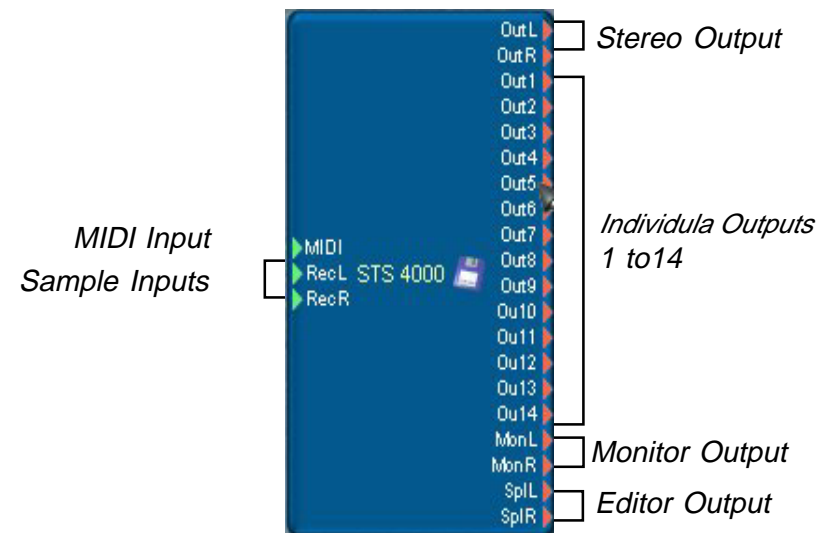 OutL
Stereo Output
OutR
Out1
Out2
Out3
Out4
Out5
Out6
Individula Outputs
1 to14
Out7
MIDI Input
MIDI
Out8
Sample Inputs
RecL STS 4000
Out9
RecR
Ou10
Ou11
Ou12
Ou13
Ou14
MonL
Monitor Output
MonR
SplL
Editor Output
SplR